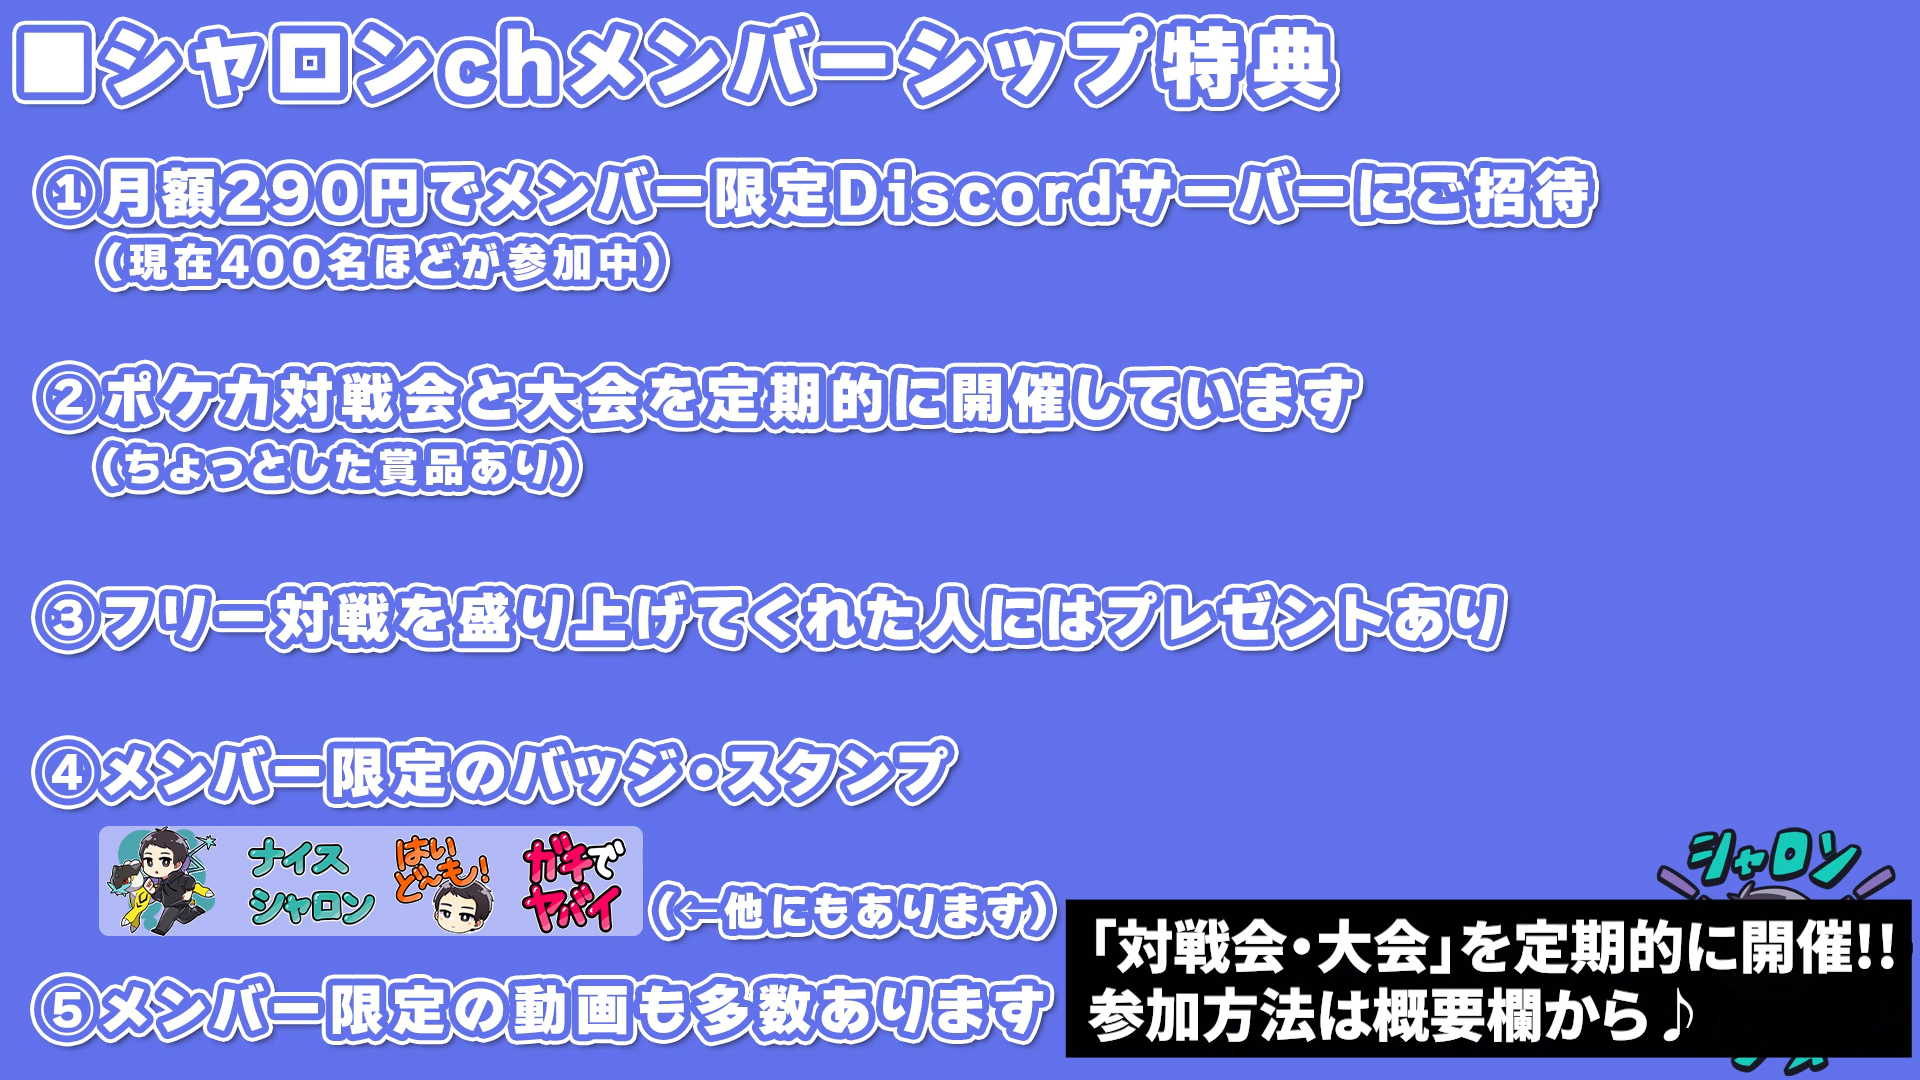 ■シャロンchメンバーシップ特典
①月額290円でメンバー限定Discordサーバーにご招待
（現在400名ほどが参加中）
②ポケカ対戦会と大会を定期的に開催しています
（ちょっとした賞品あり）
③フリー対戦を盛り上げてくれた人にはプレゼントあり
④メンバー限定のバッジ・スタンプ
ナイス
シャロン
はい
ど〜も！
ガチで
ヤバイ
（←他にもあります）
⑤メンバー限定の動画も多数あります
シャロン
「対戦会・大会」を定期的に開催!!
参加方法は概要欄から♪